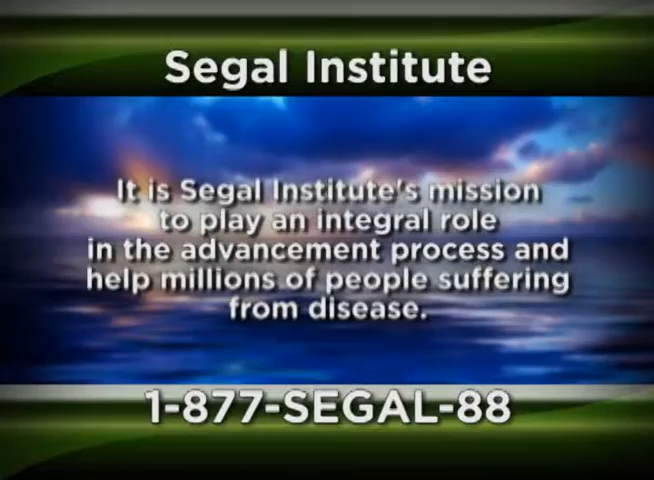 Segal Institute
It is Segal Institute's mission
to play an integral role
in the advancement process and
help millions of people suffering
from disease.
1-877-SEGAL-88